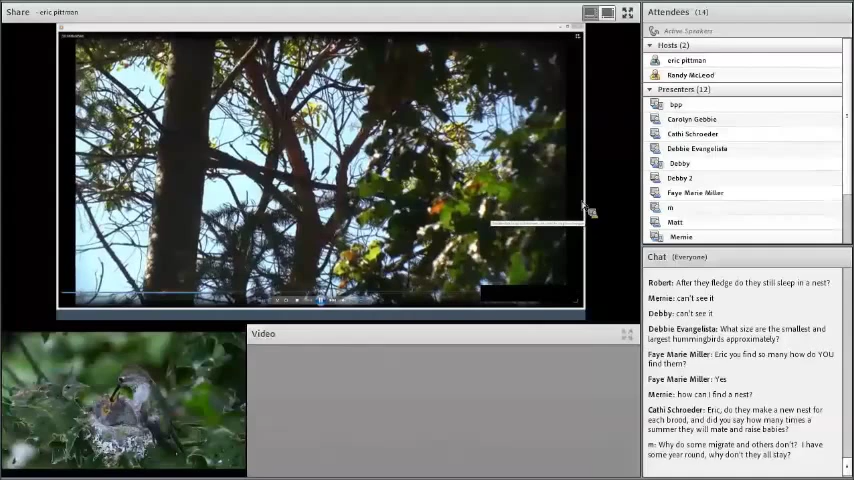 Share - eric pittman
Attendees (14)
Active Speakers
Hosts (2)
eric pittman
Randy McLeod
Presenters (12)
bpp
Carolyn Gebbie
Cathi Schroeder
Debbie Evangelista
Debby
Debby 2
Faye Marie Miller
m
Matt
Mernie
Chat (Everyone)
Robert: After they fledge do they still sleep in a nest?
Mernie: can't see it
Debby: can't see it
Debbie Evangelista: What size are the smallest and
largest hummingbirds approximately?
Faye Marie Miller: Eric you find so many how do YOU
find them?
Faye Marie Miller: Yes
Mernie: how can I find a nest?
Cathi Schroeder: Eric, do they make a new nest for
each brood, and did you say how many times a
summer they will mate and raise babies?
m: Why do some migrate and others don't? I have
some year round, why don't they all stay?
Video